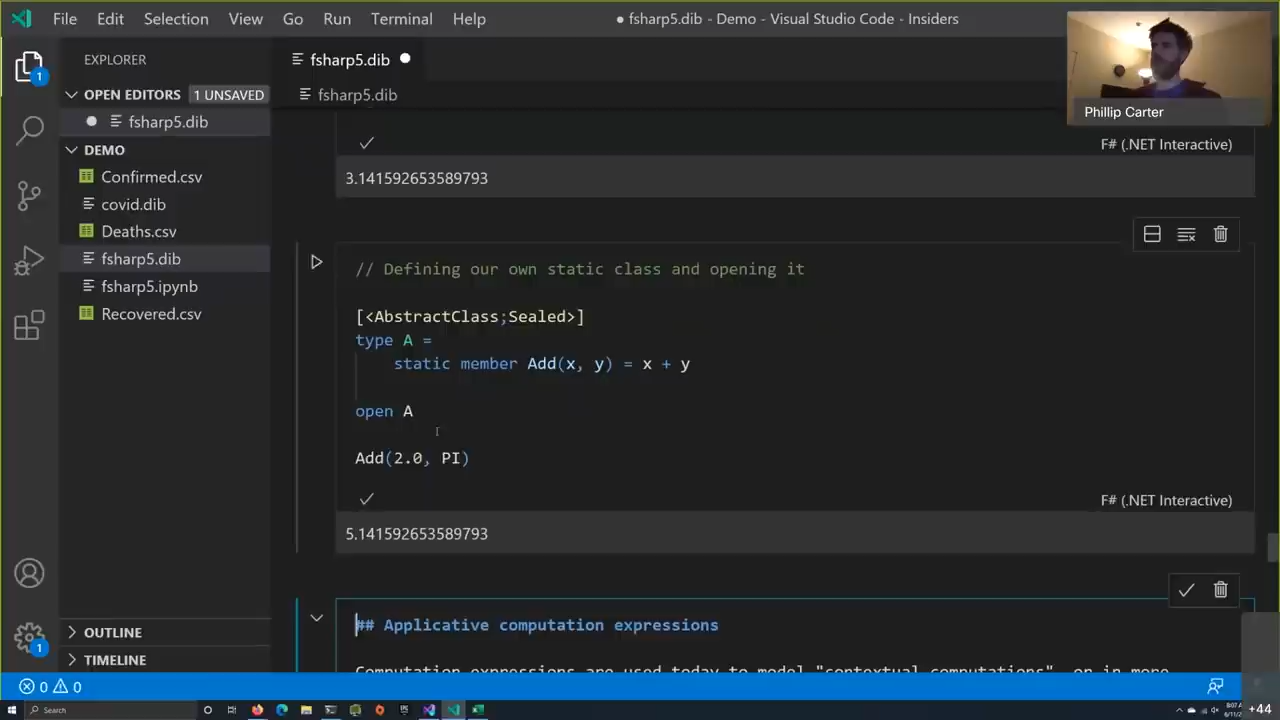 File Edit Selection View Go Run Terminal Help
● fsharp5.dib - Demo - Visual Studio Code - Insiders
EXPLORER
OPEN EDITORS 1 UNSAVED
fsharp5.dib
DEMO
Confirmed.csv
covid.dib
Deaths.csv
fsharp5.dib
fsharp5.ipynb
Recovered.csv
OUTLINE
TIMELINE
1
1
fsharp5.dib
fsharp5.dib
Phillip Carter
F# (.NET Interactive)
3.141592653589793
// Defining our own static class and opening it
[<AbstractClass;Sealed>]
type A =
static member Add(x, y) = x + y
open A
Add(2.0, PI)
F# (.NET Interactive)
5.141592653589793
## Applicative computation expressions
Computation expressions are used today to model "contextual computations", or in more
0 0
Search
+44